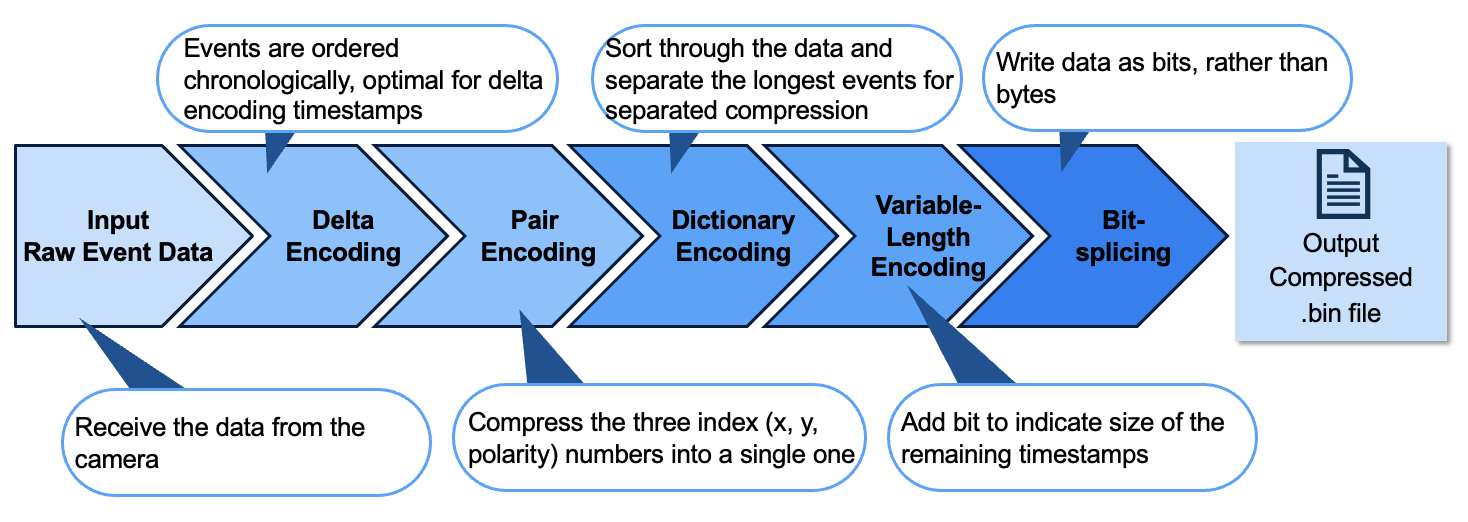 Events are ordered
chronologically, optimal for delta
encoding timestamps
Sort through the data and
separate the longest events for
separated compression
Write data as bits, rather than
bytes
Input
Raw Event Data
Delta
Encoding
Pair
Encoding
Dictionary
Encoding
Variable-
Length
Encoding
Bit-
splicing
Output
Compressed
.bin file
Receive the data from the
camera
Compress the three index (x, y,
polarity) numbers into a single one
Add bit to indicate size of the
remaining timestamps